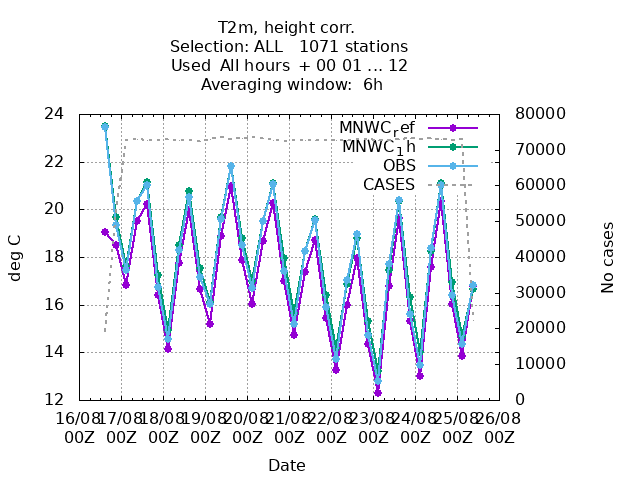 T2m, height corr.
Selection: ALL   1071 stations
Used  All hours  + 00 01 ... 12
Averaging window:  6h
24
22
20
18
16
14
12
deg C
80000
70000
60000
50000
40000
30000
20000
10000
0
No cases
MNWCref
MNWC1h
OBS
CASES
16/08 17/08 18/08 19/08 20/08 21/08 22/08 23/08 24/08 25/08 26/08
00Z 00Z 00Z 00Z 00Z 00Z 00Z 00Z 00Z 00Z 00Z
Date